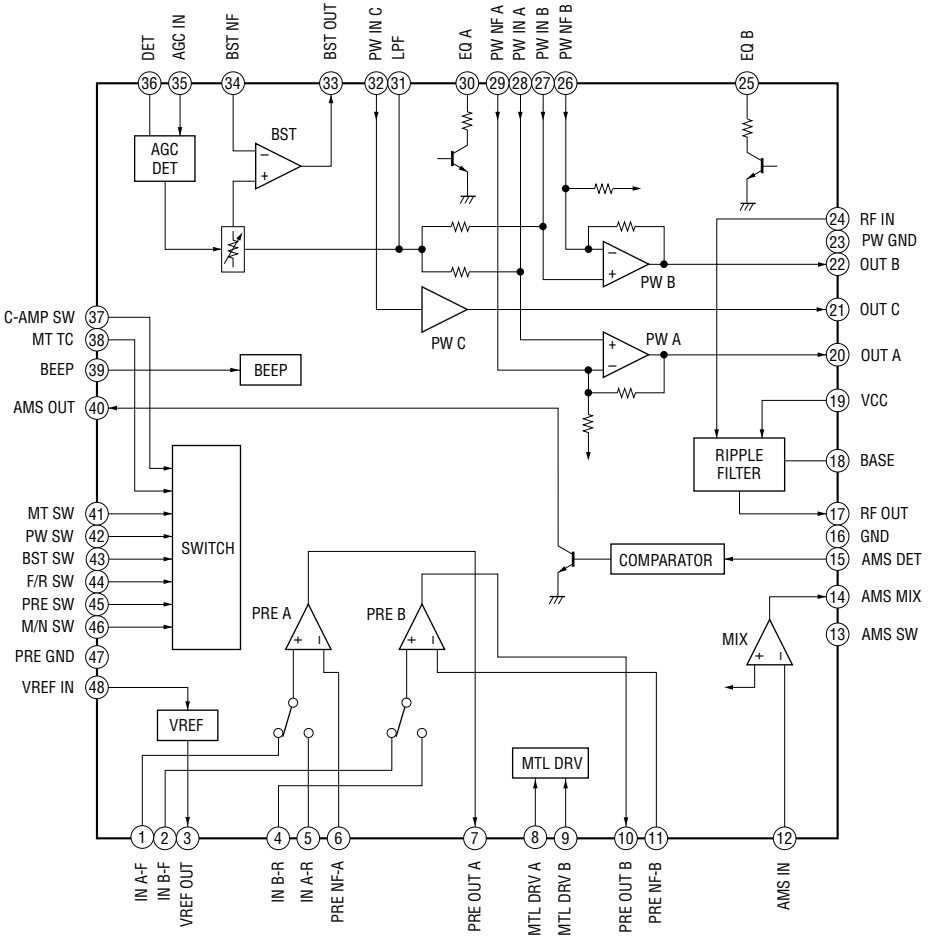 DET
AGC IN
BST NF
BST OUT
PW IN C
LPF
EQ A
PW NF A
PW IN A
PW IN B
PW NF B
EQ B
36
35
34
33
32
31
30
29
28
27
26
25
AGC
DET
BST
−
+
24
RF IN
23
PW GND
22
OUT B
−
+
PW B
C-AMP SW
37
MT TC
38
BEEP
39
BEEP
AMS OUT
40
PW C
21
OUT C
+
−
PW A
20
OUT A
19
VCC
RIPPLE
FILTER
18
BASE
17
RF OUT
16
GND
MT SW
41
PW SW
42
BST SW
43
F/R SW
44
PRE SW
45
M/N SW
46
PRE GND
47
VREF IN
48
SWITCH
COMPARATOR
15
AMS DET
14
AMS MIX
13
AMS SW
PRE A
+
−
PRE B
+
−
MIX
+
−
VREF
MTL DRV
1
2
3
4
5
6
7
8
9
10
11
12
IN A-F
IN B-F
VREF OUT
IN B-R
IN A-R
PRE NF-A
PRE OUT A
MTL DRV A
MTL DRV B
PRE OUT B
PRE NF-B
AMS IN